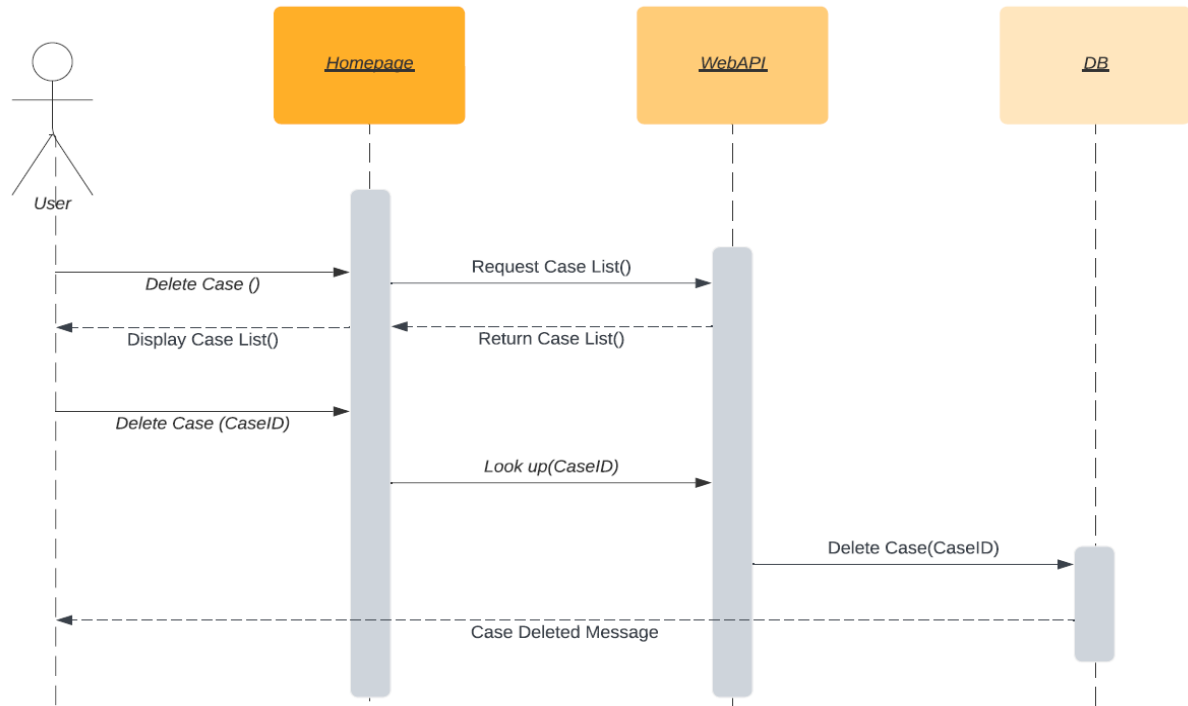 Homepage
WebAPI
DB
User
Delete Case ()
Request Case List()
Display Case List()
Return Case List()
Delete Case (CaseID)
Look up(CaseID)
Delete Case(CaseID)
Case Deleted Message